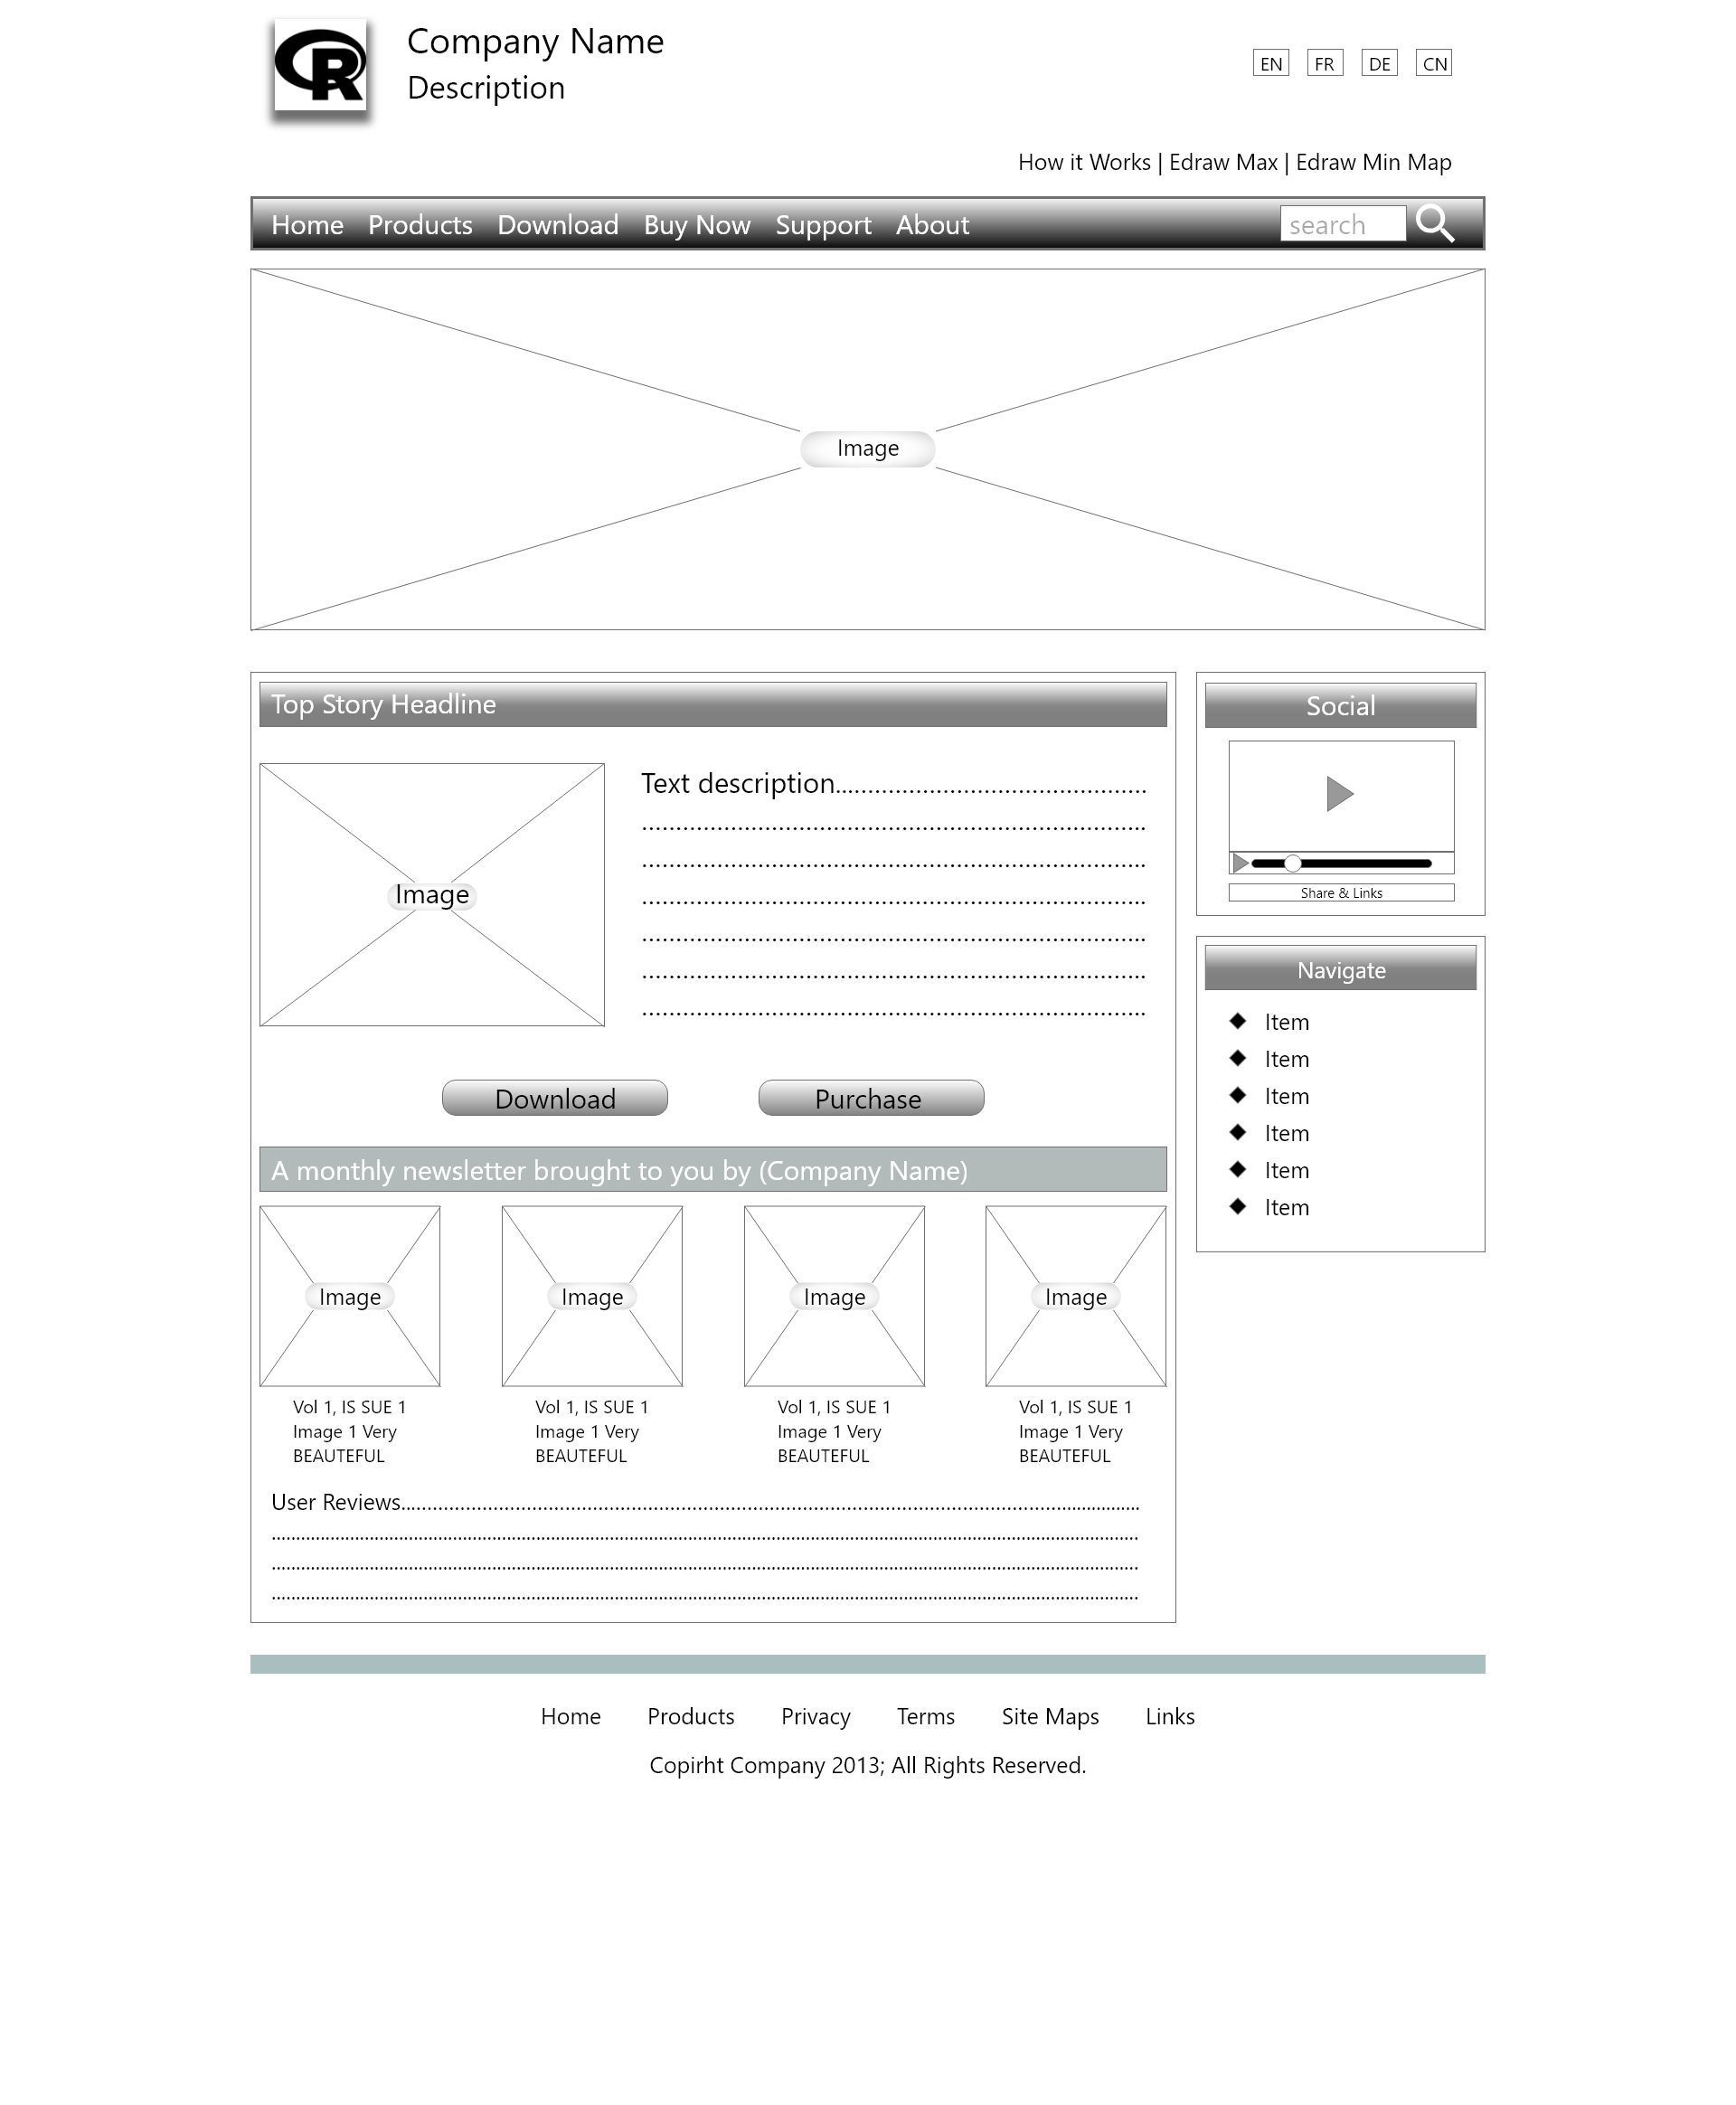 R
Company Name
Description
EN FR DE CN
How it Works | Edraw Max | Edraw Min Map
Home Products Download Buy Now Support About search
Image
Top Story Headline
Image
Text description..............................................
..........................................................................
..........................................................................
..........................................................................
..........................................................................
..........................................................................
..........................................................................
Download Purchase
A monthly newsletter brought to you by (Company Name)
Image Image Image Image
Vol 1, IS SUE 1
Image 1 Very
BEAUTEFUL
Vol 1, IS SUE 1
Image 1 Very
BEAUTEFUL
Vol 1, IS SUE 1
Image 1 Very
BEAUTEFUL
Vol 1, IS SUE 1
Image 1 Very
BEAUTEFUL
User Reviews..............................................................
..........................................................................
..........................................................................
..........................................................................
Social
Share & Links
Navigate
Item
Item
Item
Item
Item
Item
Home Products Privacy Terms Site Maps Links
Copirht Company 2013; All Rights Reserved.